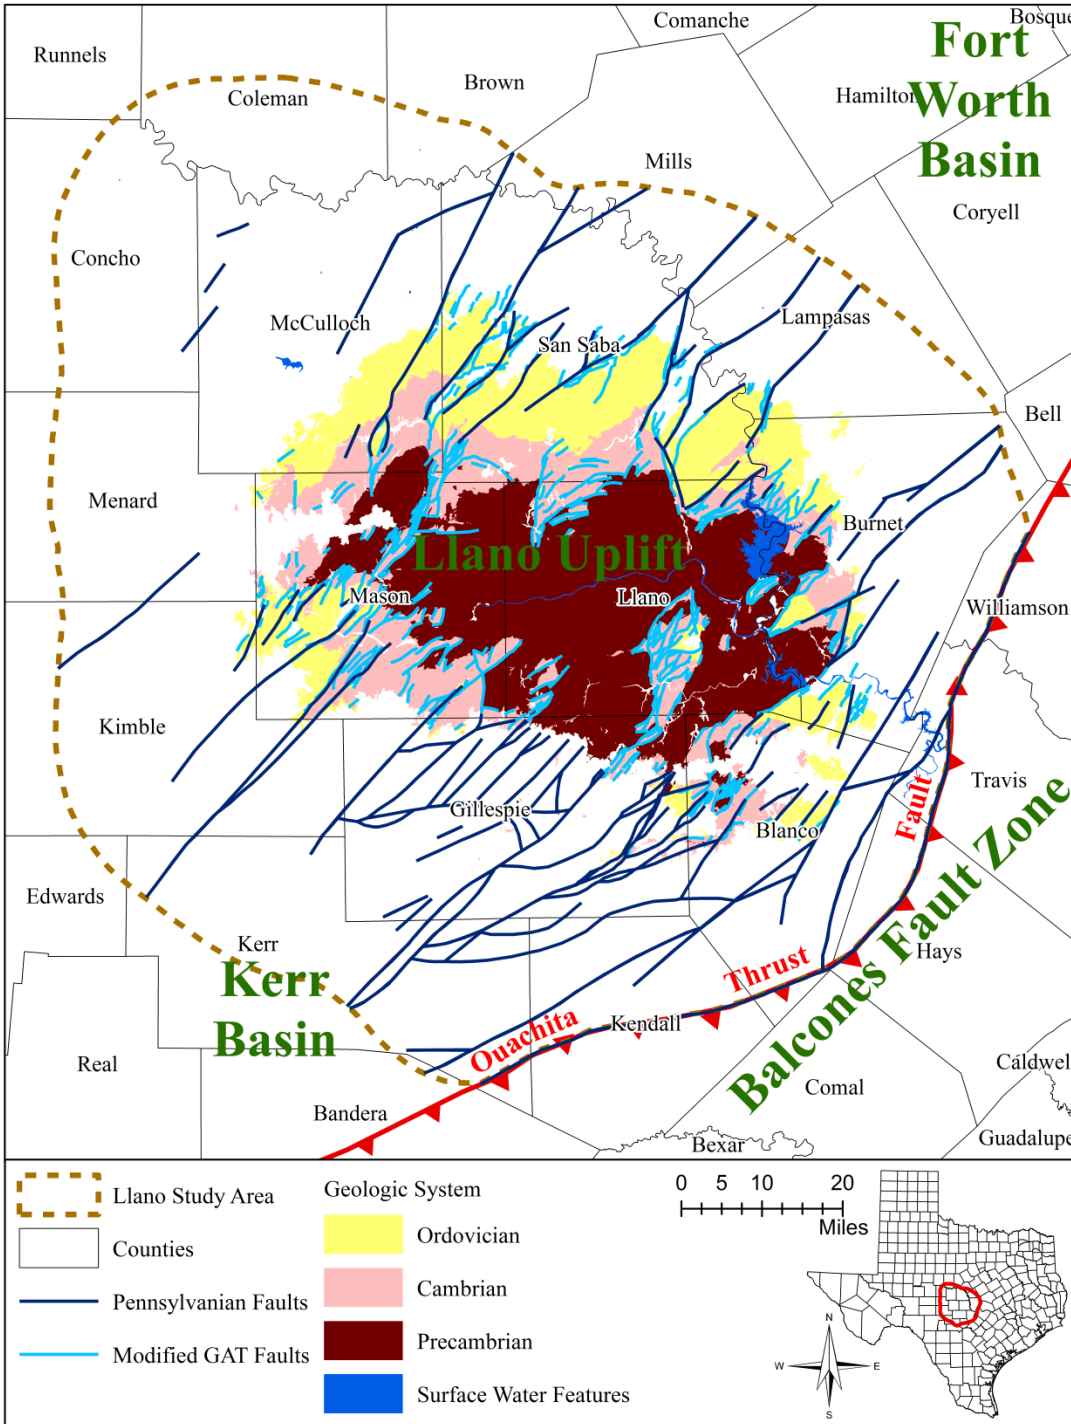 Bosque
Comanche
Runnels
Fort
Worth
Basin
Brown
Coleman
Hamilton
Mills
Coryell
Concho
McCulloch
Lampasas
San Saba
Bell
Menard
Burnet
Llano Uplift
Mason
Llano
Williamson
Kimble
Travis
Gillespie
Fault
Blanco
Edwards
Kerr
Hays
Kerr
Basin
Thrust
Ouachita
Kendall
Balcones Fault Zone
Real
Caldwel
Comal
Bandera
Guadalupe
Bexar
Llano Study Area
Counties
Pennsylvanian Faults
Modified GAT Faults
Geologic System
Ordovician
Cambrian
Precambrian
Surface Water Features
0 5 10 20
Miles
N
W E
S